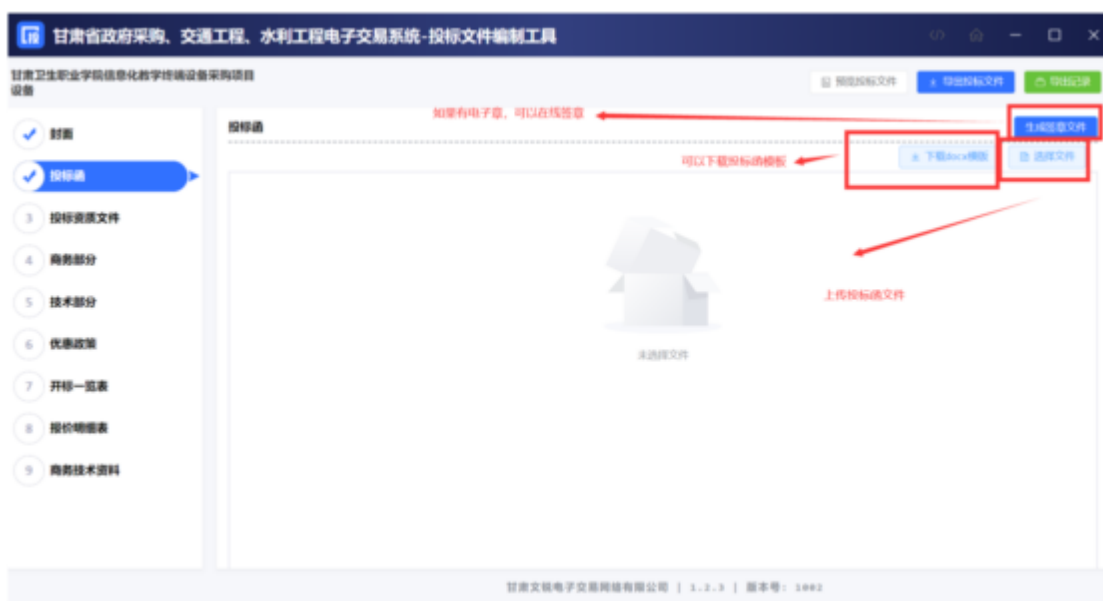 投
甘肃省政府采购、交通工程、水利工程电子交易系统-投标文件编制工具
甘肃卫生职业学院信息化教学终端设备采购项目
设备
预览投标文件
导出投标文件
导出记录
封面
投标函
3 投标资质文件
4 商务部分
5 技术部分
6 优惠政策
7 开标一览表
8 报价明细表
9 商务技术资料
投标函
如果有电子章，可以在线签章
生成签章文件
可以下载投标函模板
下载docx模版
选择文件
上传投标函文件
未选择文件
甘肃文锐电子交易网络有限公司 | 1.2.3 | 版本号: 1002